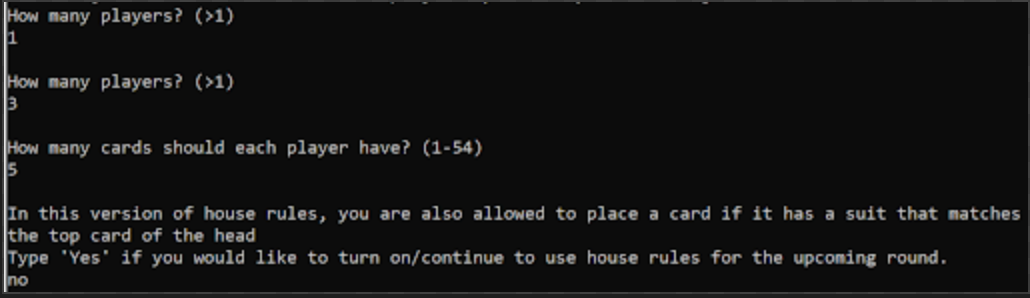 How many players? (>1)
1
How many players? (>1)
3
How many cards should each player have? (1-54)
5
In this version of house rules, you are also allowed to place a card if it has a suit that matches
the top card of the head
Type 'Yes' if you would like to turn on/continue to use house rules for the upcoming round.
no